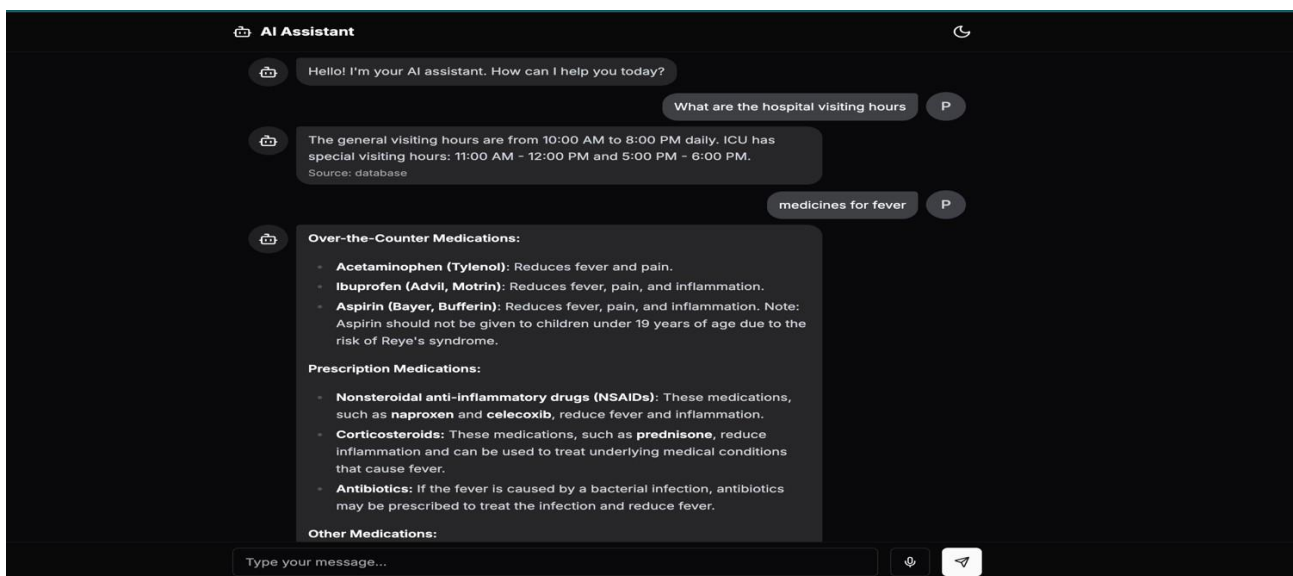 AI Assistant
Hello! I'm your AI assistant. How can I help you today?
What are the hospital visiting hours
P
The general visiting hours are from 10:00 AM to 8:00 PM daily. ICU has
special visiting hours: 11:00 AM - 12:00 PM and 5:00 PM - 6:00 PM.
Source: database
medicines for fever
P
Over-the-Counter Medications:
Acetaminophen (Tylenol): Reduces fever and pain.
Ibuprofen (Advil, Motrin): Reduces fever, pain, and inflammation.
Aspirin (Bayer, Bufferin): Reduces fever, pain, and inflammation. Note:
Aspirin should not be given to children under 19 years of age due to the
risk of Reye's syndrome.
Prescription Medications:
Nonsteroidal anti-inflammatory drugs (NSAIDs): These medications,
such as naproxen and celecoxib, reduce fever and inflammation.
Corticosteroids: These medications, such as prednisone, reduce
inflammation and can be used to treat underlying medical conditions
that cause fever.
Antibiotics: If the fever is caused by a bacterial infection, antibiotics
may be prescribed to treat the infection and reduce fever.
Other Medications:
Type your message...